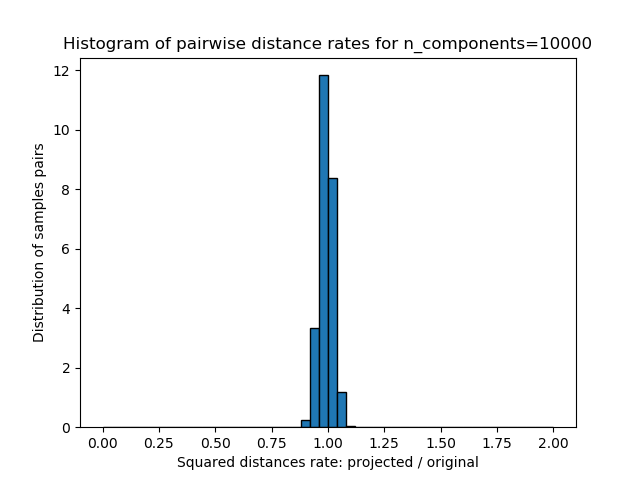 Histogram of pairwise distance rates for n_components=10000
12
10
8
6
4
2
0
Distribution of samples pairs
0.00 0.25 0.50 0.75 1.00 1.25 1.50 1.75 2.00
Squared distances rate: projected / original